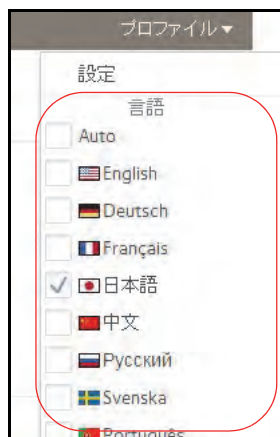 プロファイル▼
設定
言語
Auto
English
Deutsch
Français
日本語
中文
Русский
Svenska
Português